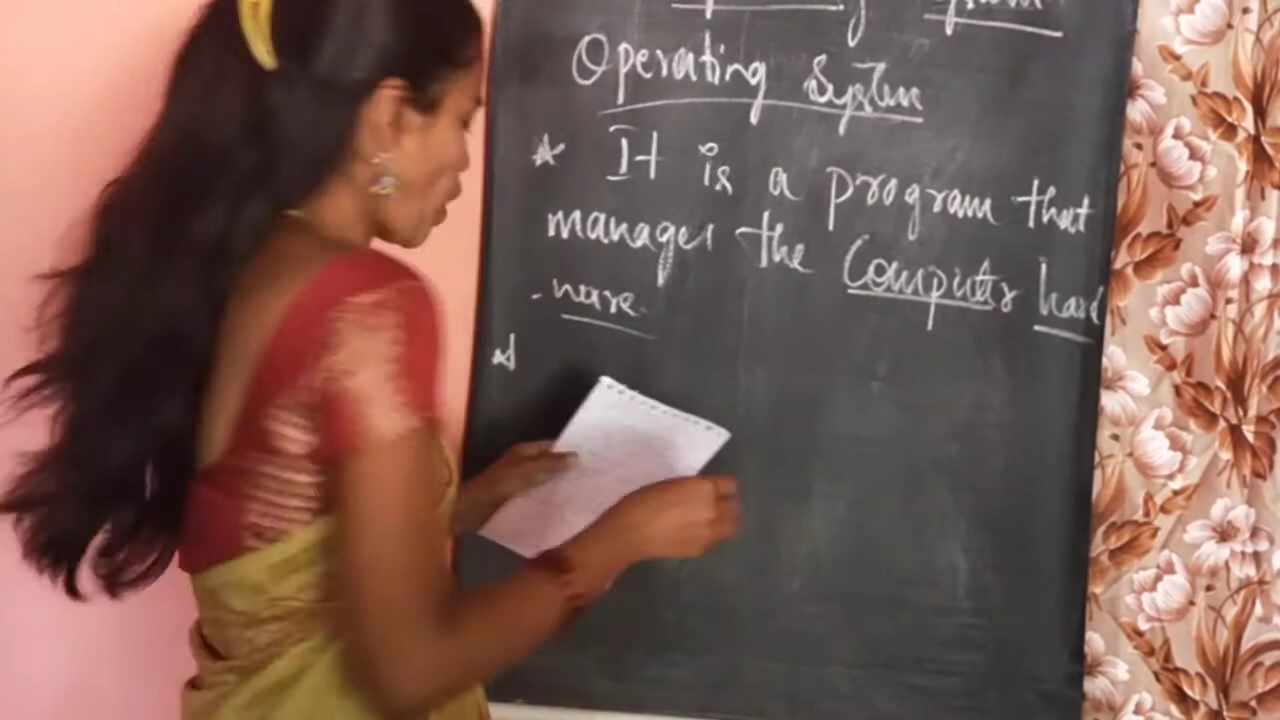 Operating System
* It is a program that
manages the Computer hard
-ware.
*